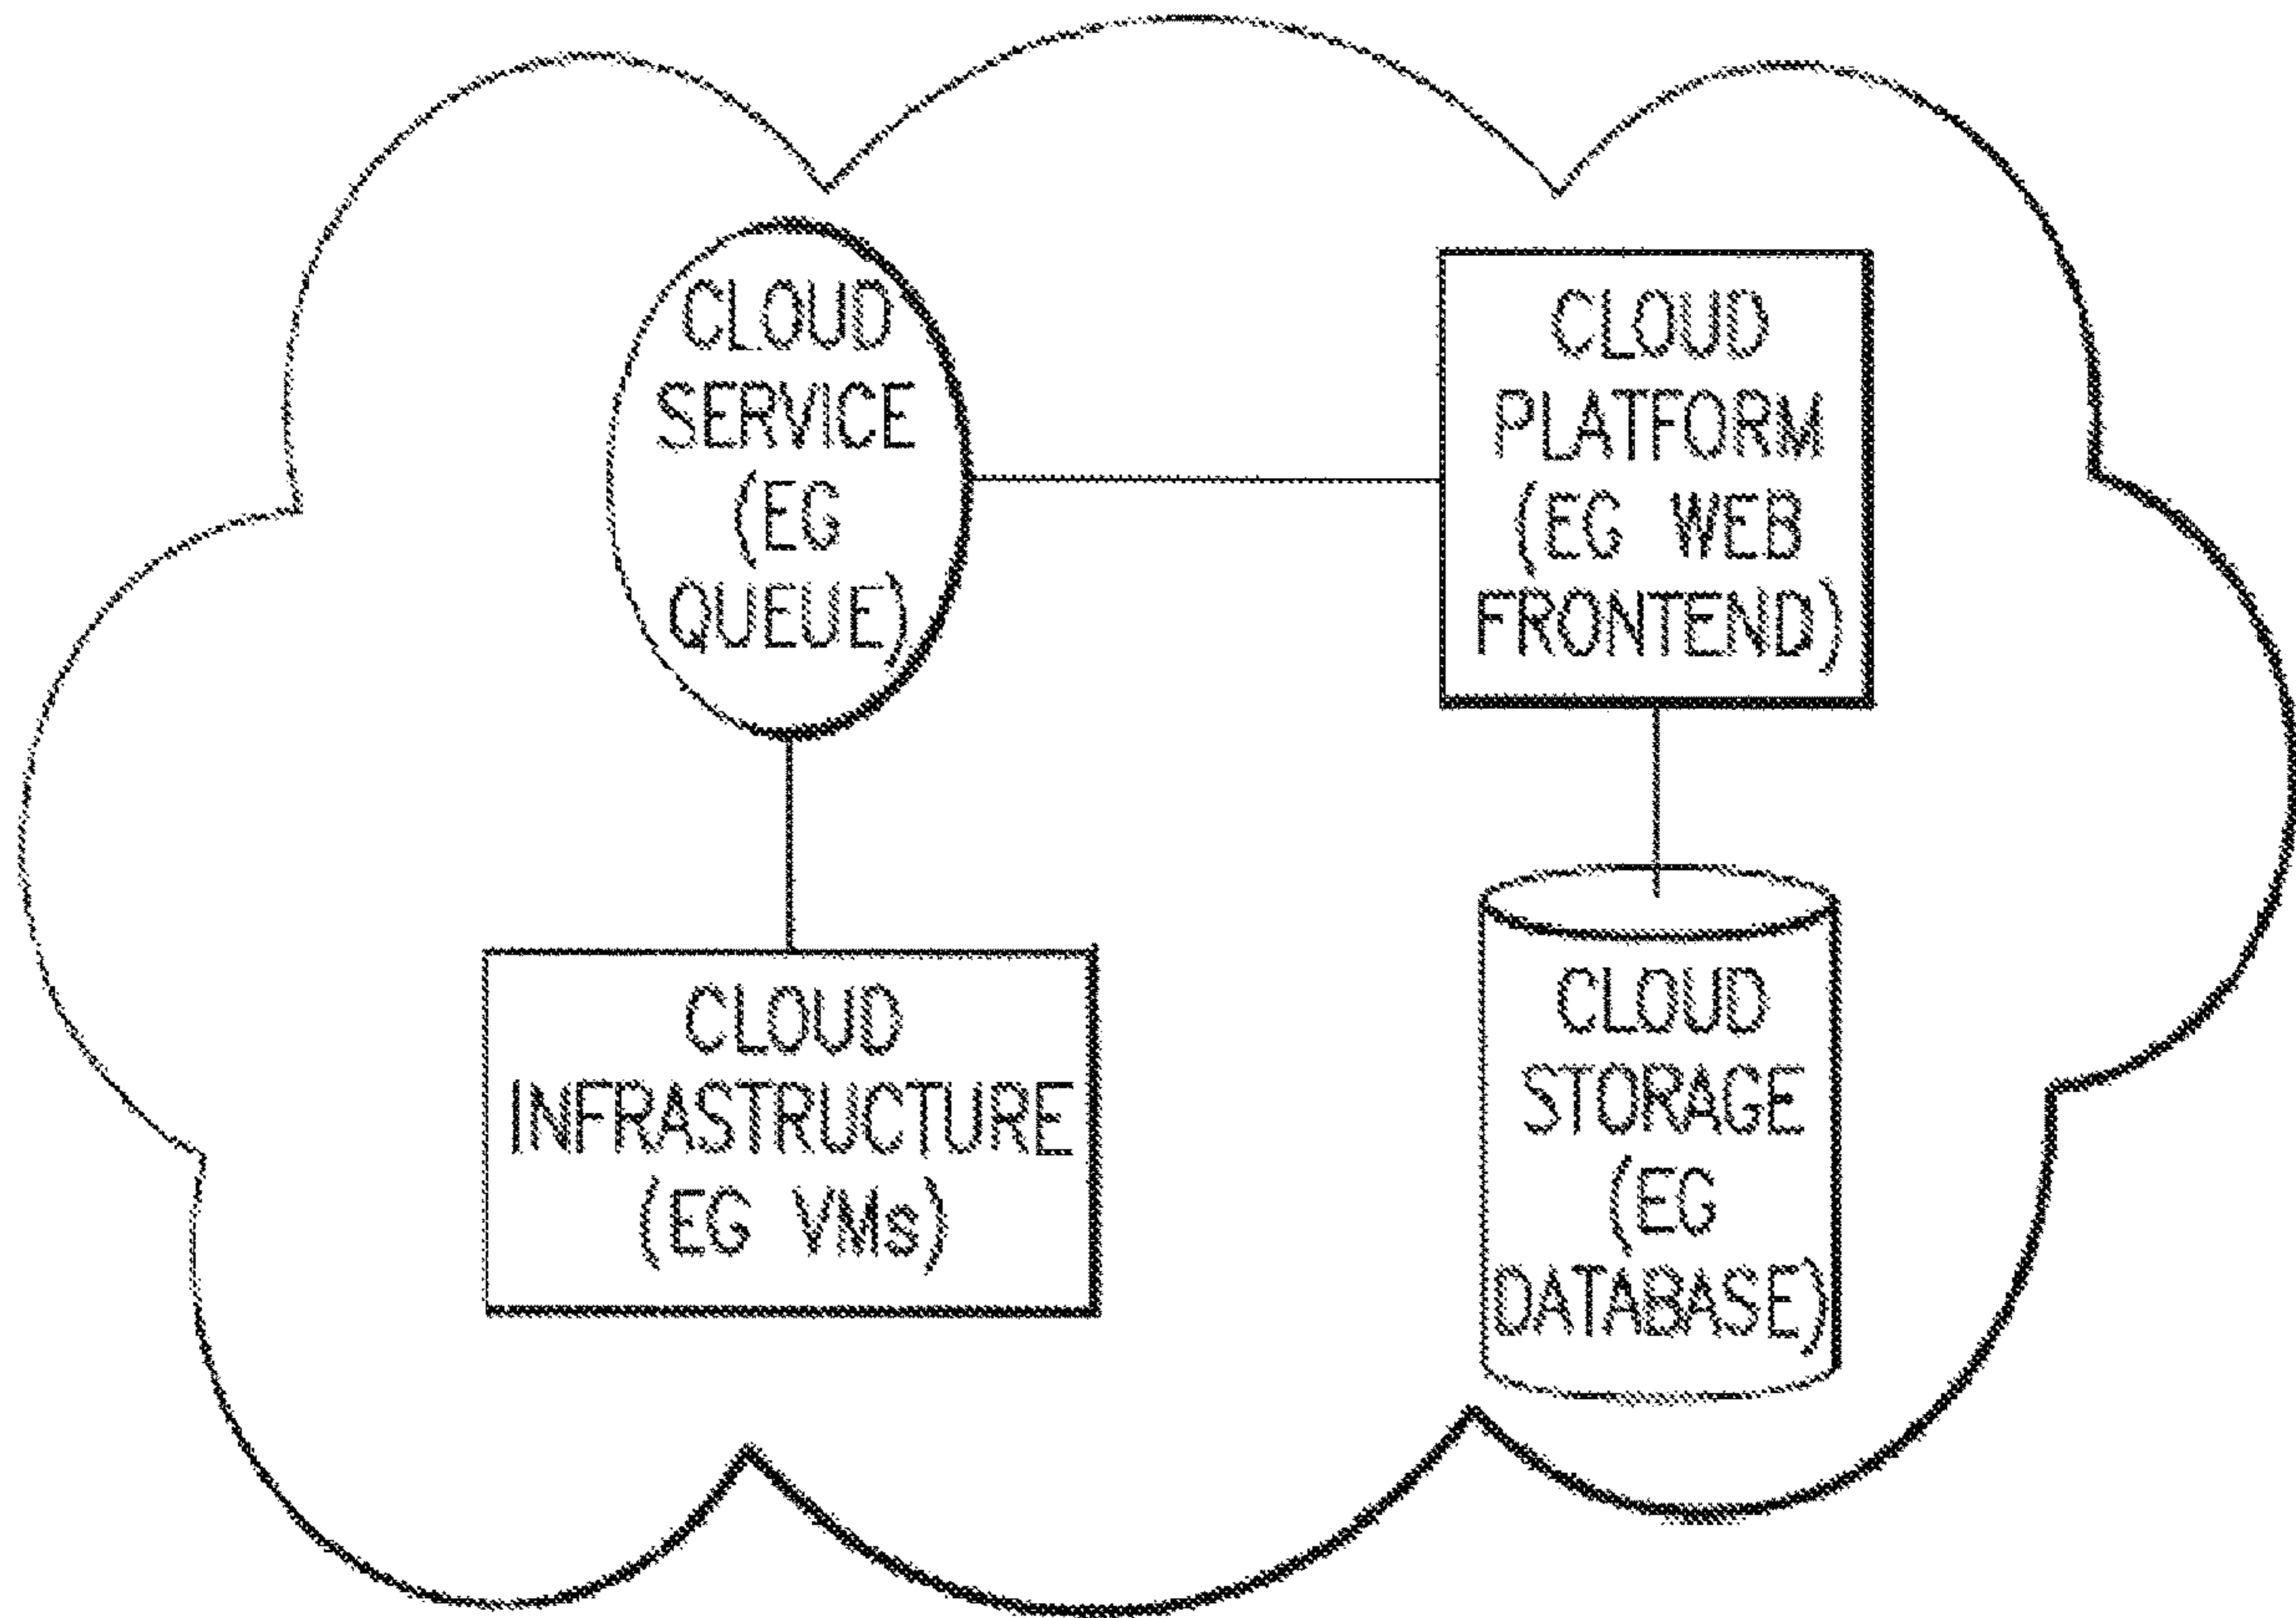 CLOUD
SERVICE
(EG
QUEUE)
CLOUD
PLATFORM
(EG WEB
FRONTEND)
CLOUD
INFRASTRUCTURE
(EG VMs)
CLOUD
STORAGE
(EG
DATABASE)